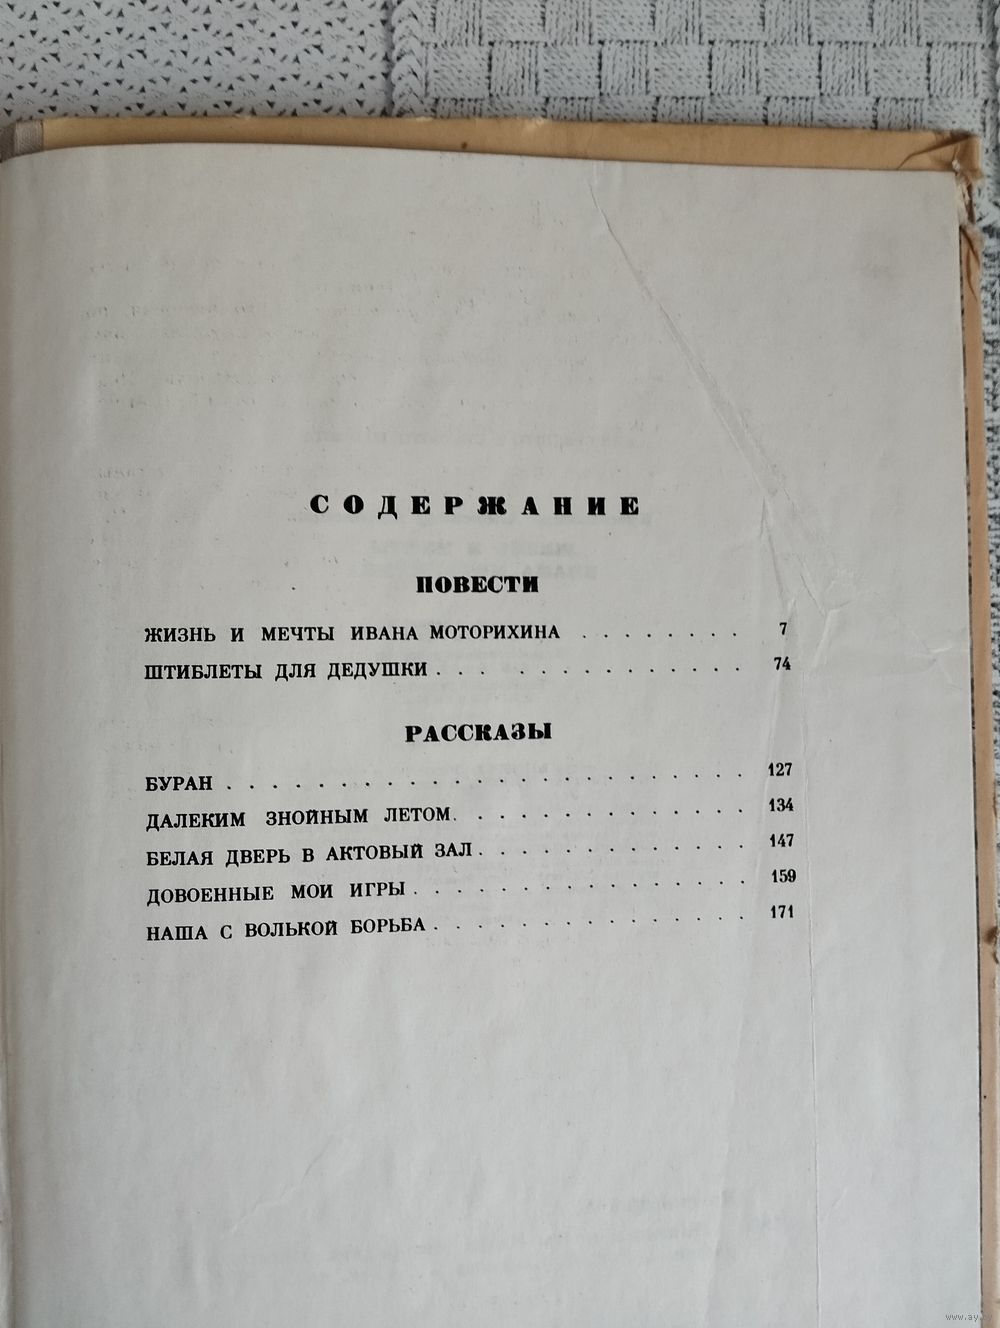 СОДЕРЖАНИЕ
ПОВЕСТИ
ЖИЗНЬ И МЕЧТЫ ИВАНА МОТОРИХИНА . . . . . . . . 7
ШТИБЛЕТЫ ДЛЯ ДЕДУШКИ . . . . . . . . . . . . . 74
РАССКАЗЫ
БУРАН . . . . . . . . . . . . . . . . . . . 127
ДАЛЕКИМ ЗНОЙНЫМ ЛЕТОМ . . . . . . . . . . . 134
БЕЛАЯ ДВЕРЬ В АКТОВЫЙ ЗАЛ . . . . . . . . . . 147
ДОВОЕННЫЕ МОИ ИГРЫ . . . . . . . . . . . . 159
НАША С ВОЛЬКОЙ БОРЬБА . . . . . . . . . . . 171